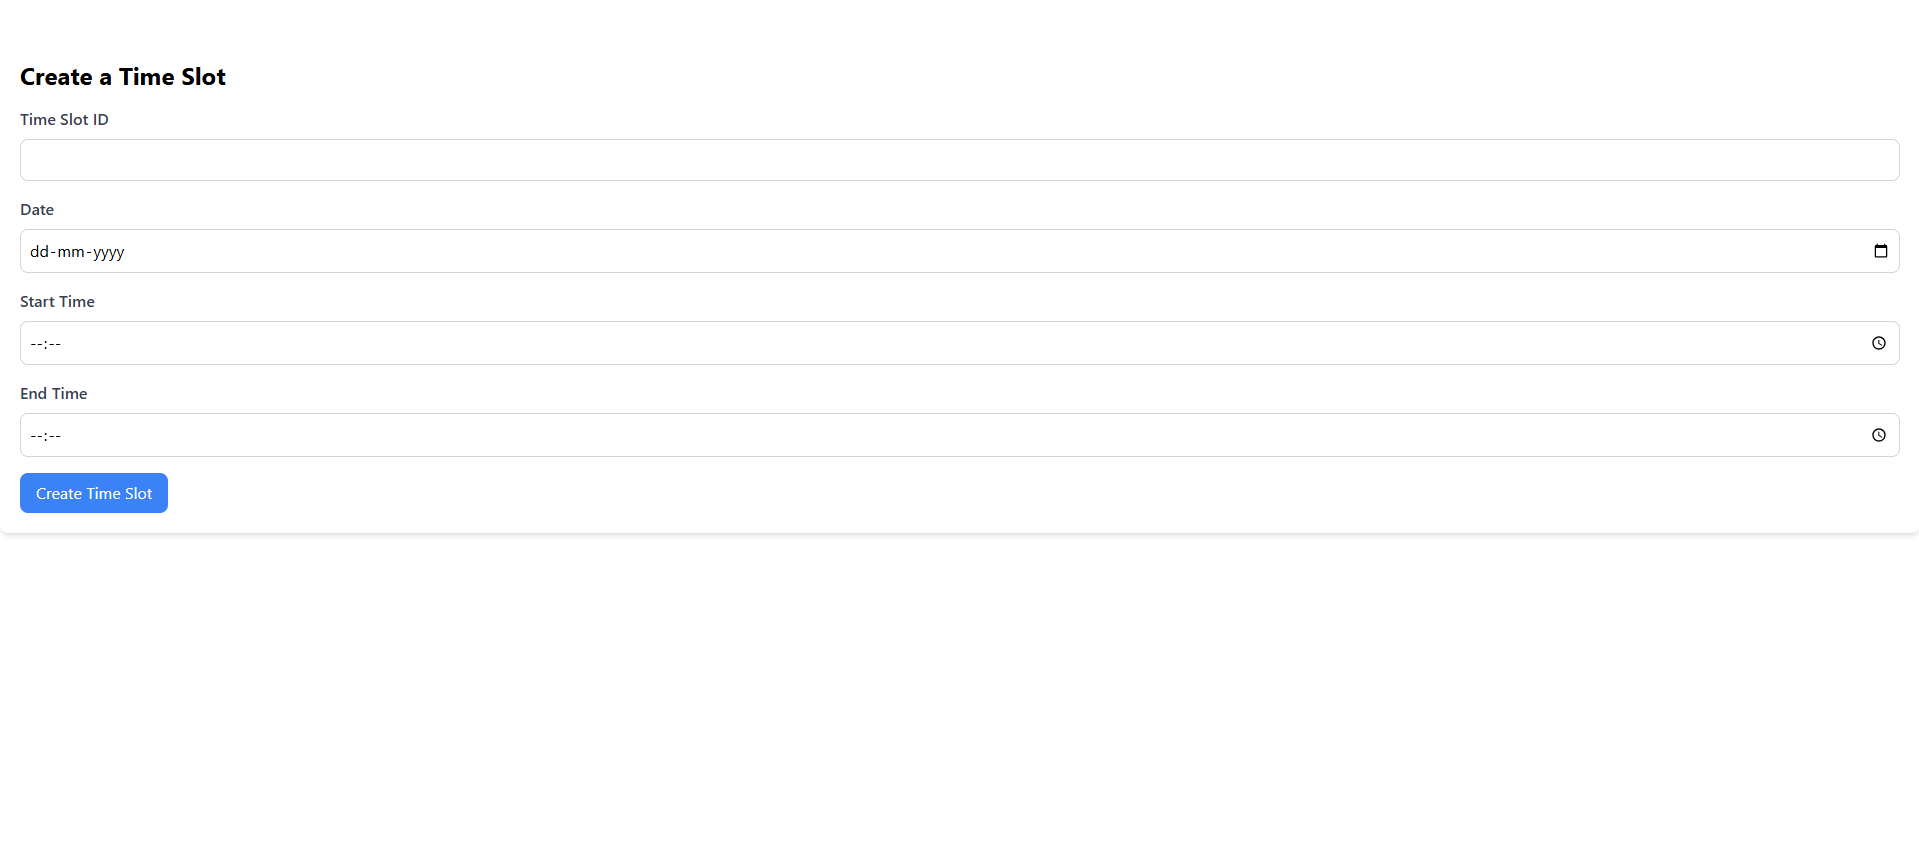 Create a Time Slot
Time Slot ID
Date
dd-mm-yyyy
Start Time
--:--
End Time
--:--
Create Time Slot